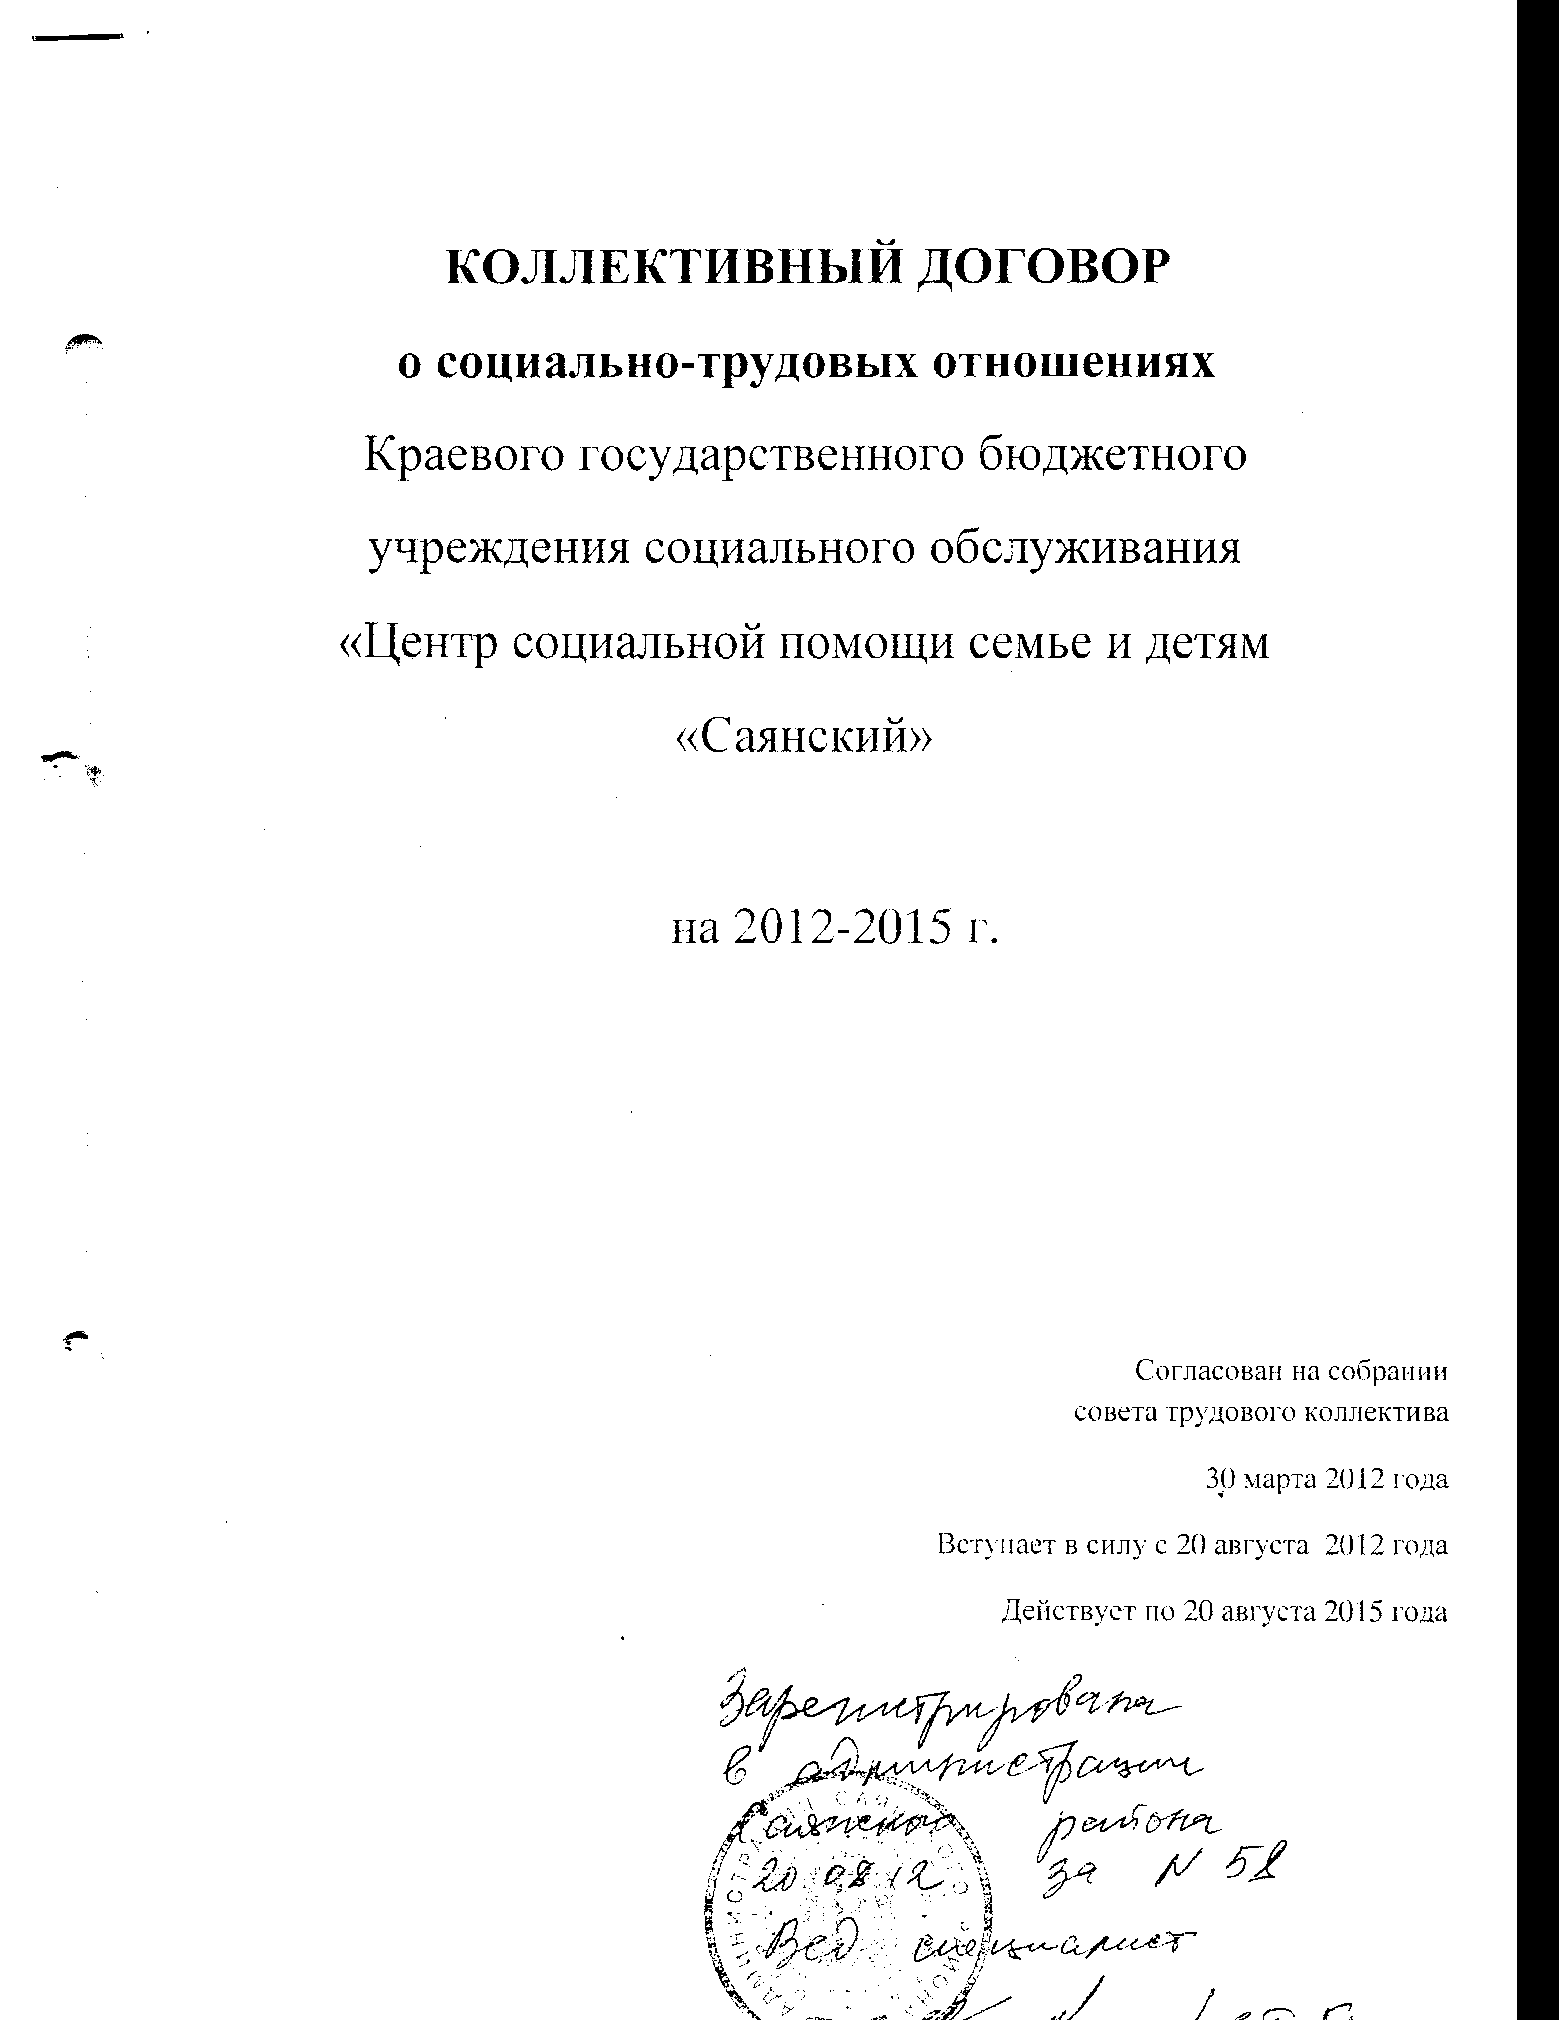 КОЛЛЕКТИВНЫЙ ДОГОВОР
о социально-трудовых отношениях
Краевого государственного бюджетного
учреждения социального обслуживания
«Центр социальной помощи семье и детям
«Саянский»
на 2012-2015 г.
Согласован на собрании
совета трудового коллектива
30 марта 2012 года
Вступает в силу с 20 августа 2012 года
Действует по 20 августа 2015 года
Зарегистрирована
в администрации
Саянского района
20.08.12 за N 58
Вед. специалист